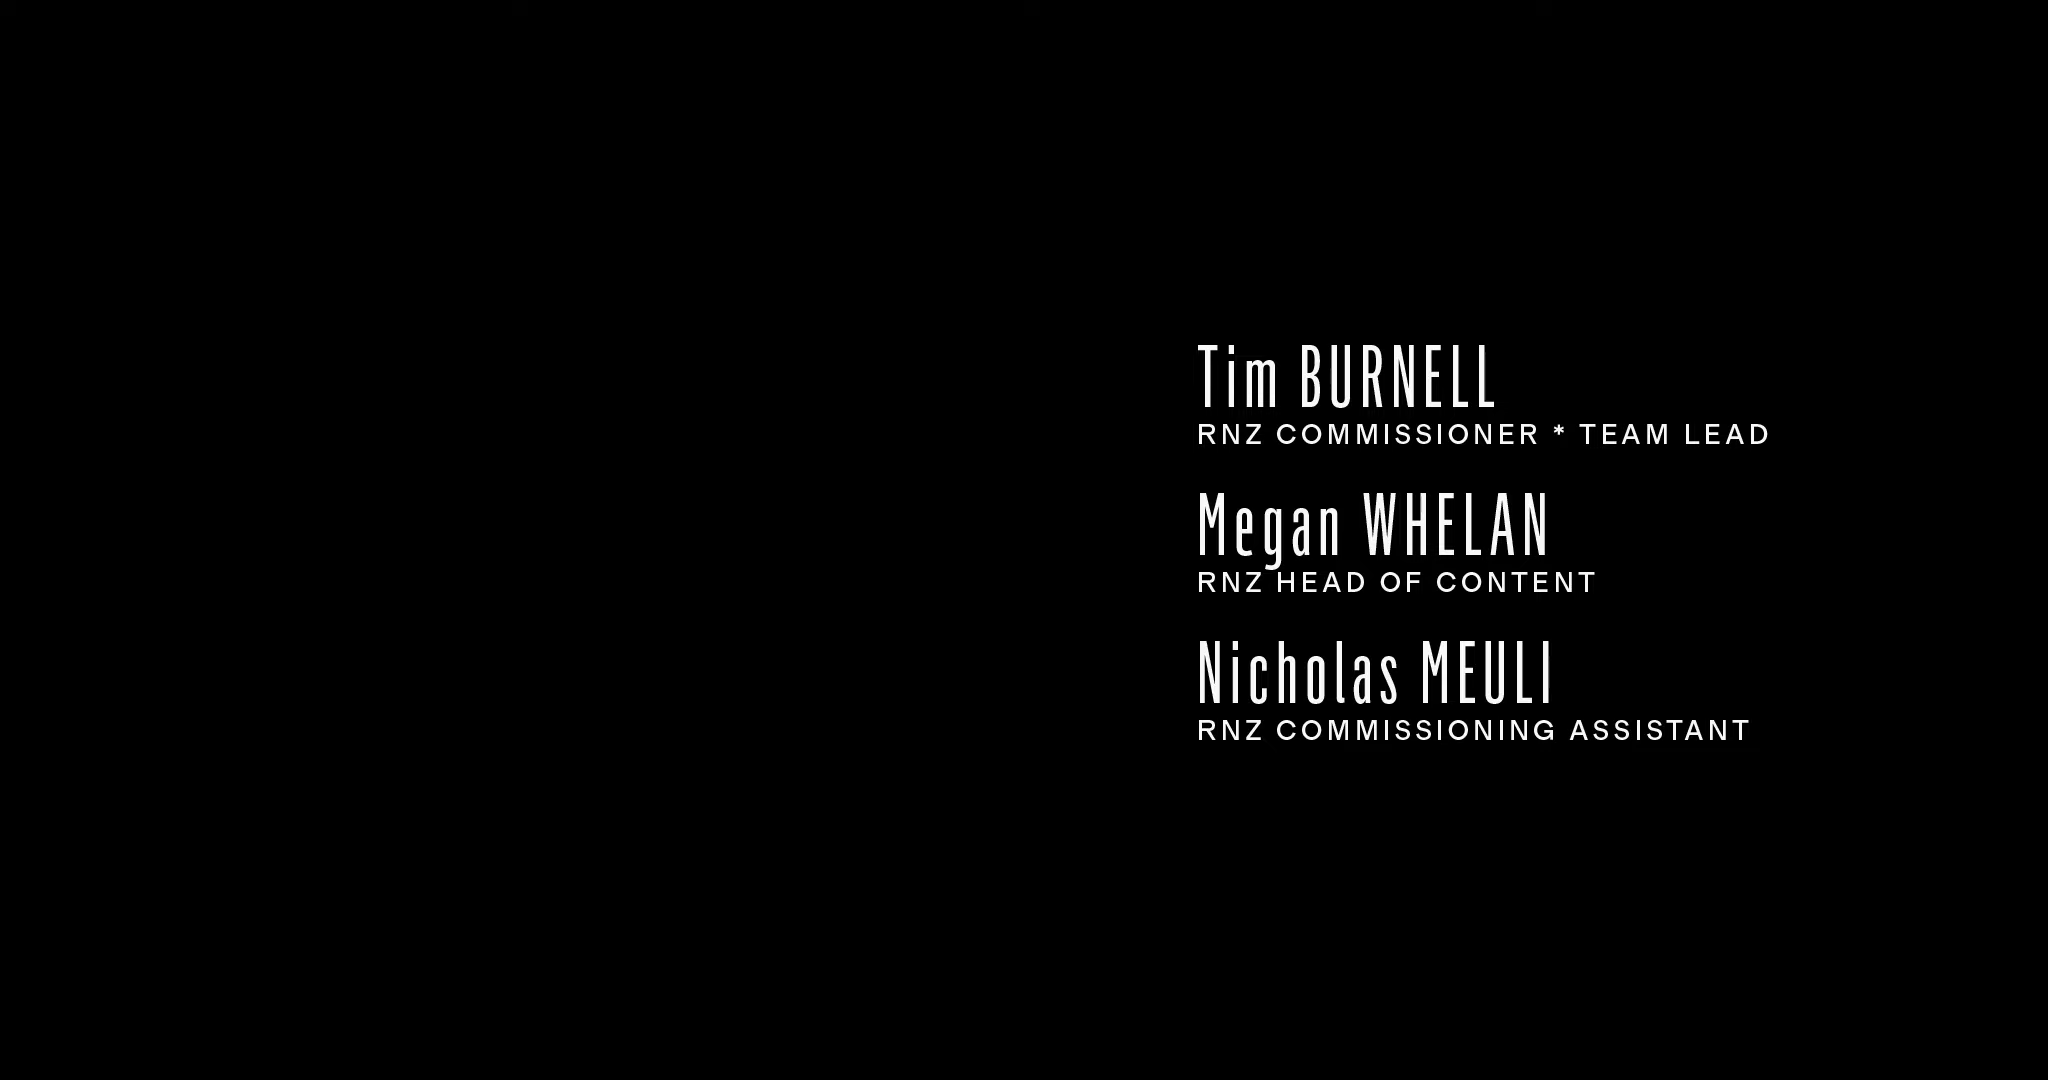 Tim BURNELL
RNZ COMMISSIONER * TEAM LEAD
Megan WHELAN
RNZ HEAD OF CONTENT
Nicholas MEULI
RNZ COMMISSIONING ASSISTANT